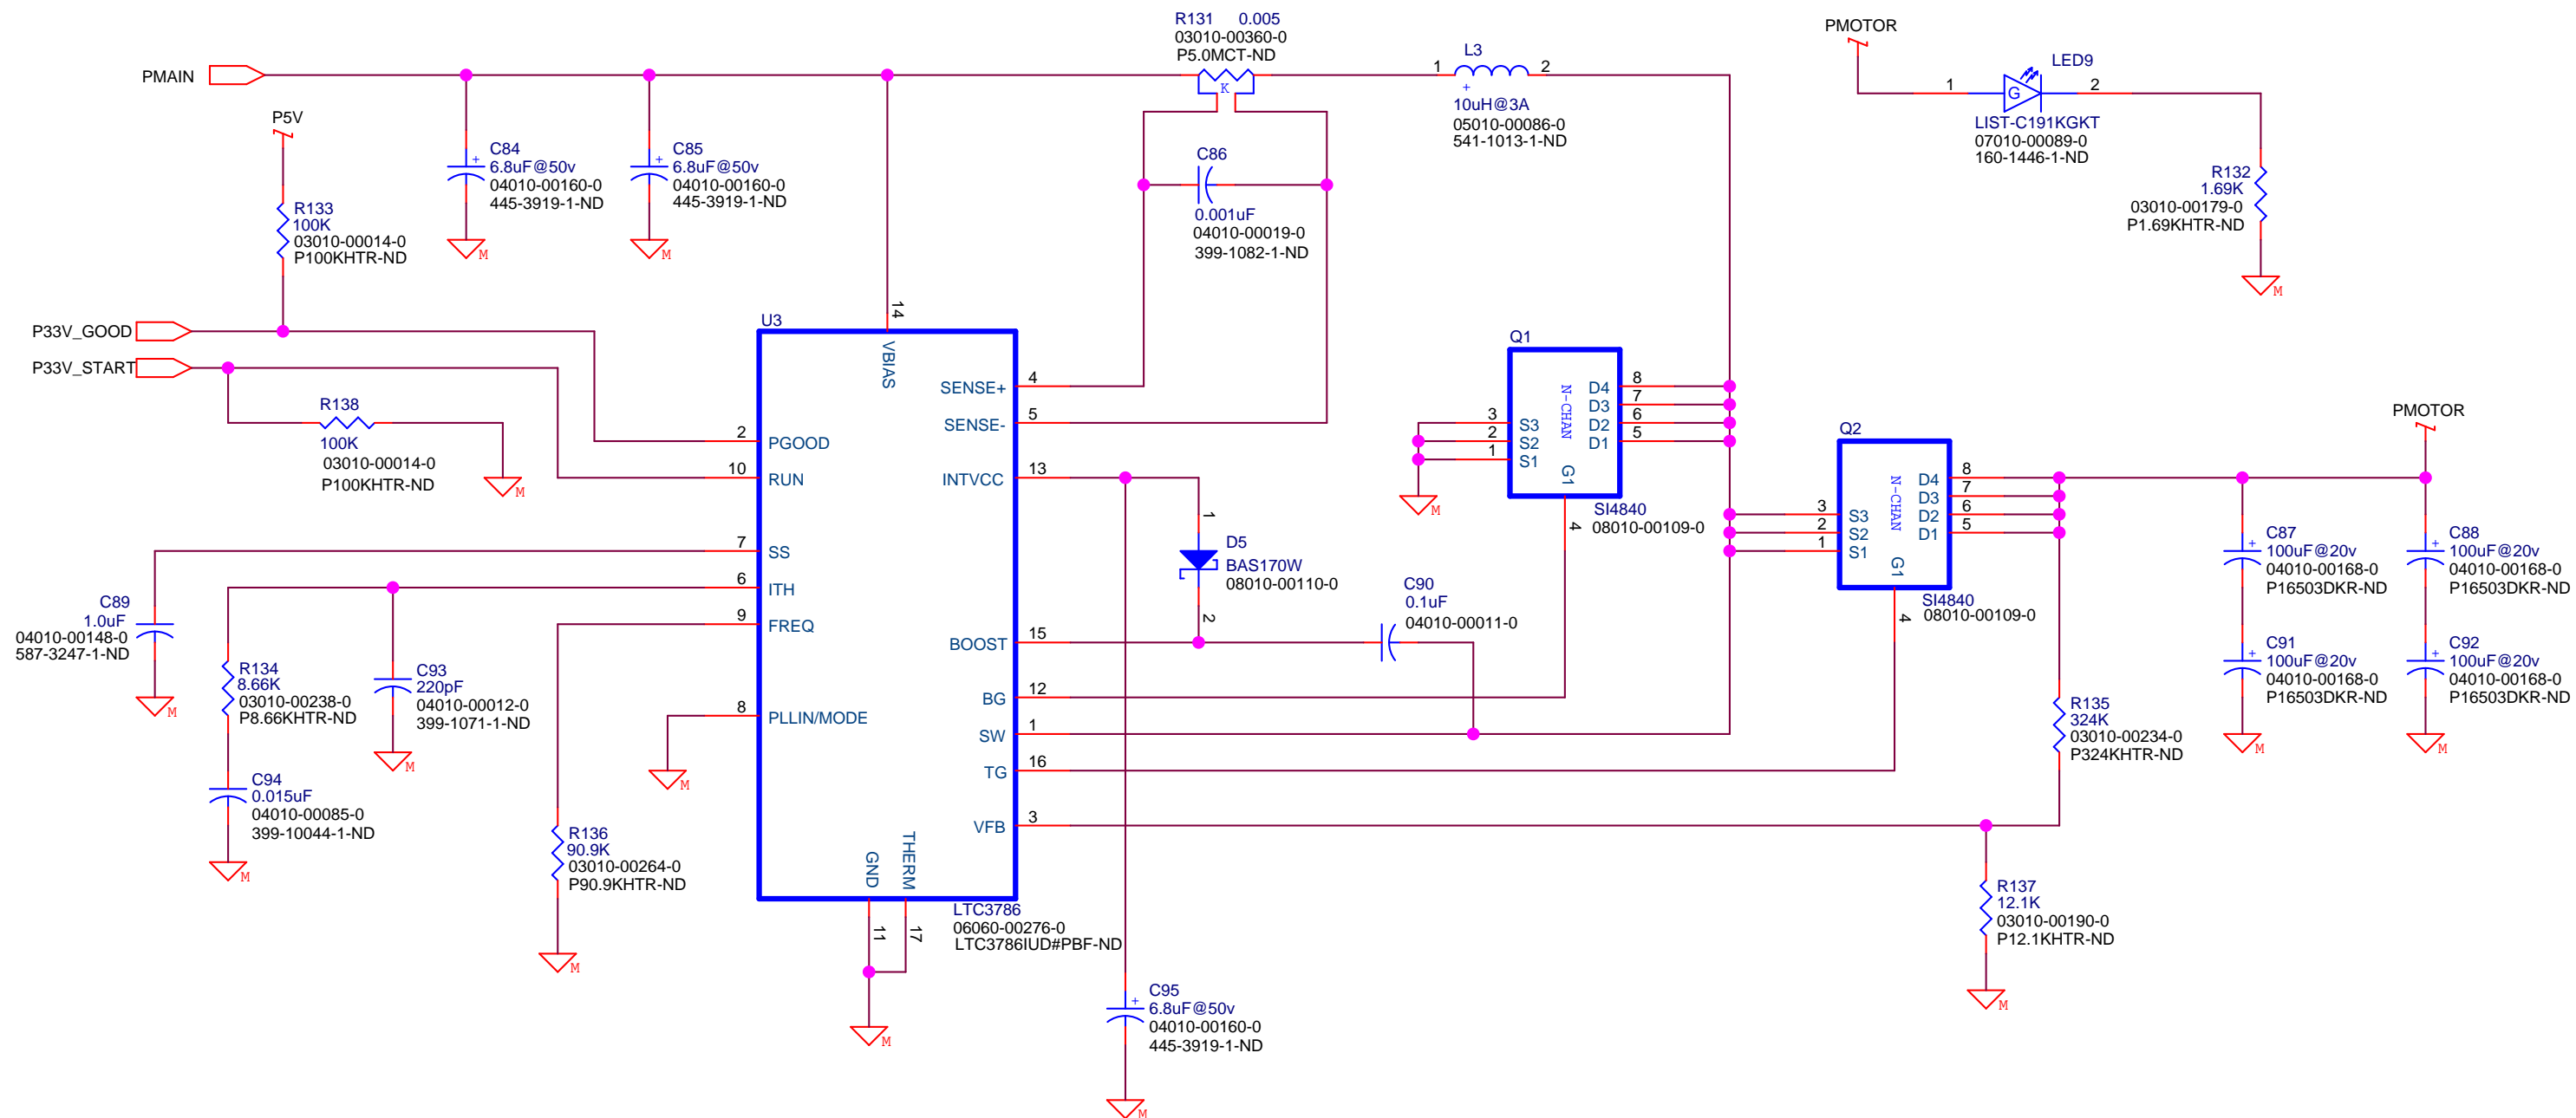 PMAIN
P5V
R133
100K
03010-00014-0
P100KHTR-ND
P33V_GOOD
P33V_START
R138
100K
03010-00014-0
P100KHTR-ND
M
C84
+
6.8uF@50v
04010-00160-0
445-3919-1-ND
M
C85
+
6.8uF@50v
04010-00160-0
445-3919-1-ND
M
R131 0.005
03010-00360-0
P5.0MCT-ND
K
C86
0.001uF
04010-00019-0
399-1082-1-ND
L3
1
2
+
10uH@3A
05010-00086-0
541-1013-1-ND
PMOTOR
LED9
1
G
2
LIST-C191KGKT
07010-00089-0
160-1446-1-ND
R132
1.69K
03010-00179-0
P1.69KHTR-ND
M
U3
14
VBIAS
2
PGOOD
10
RUN
7
SS
6
ITH
9
FREQ
8
PLLIN/MODE
SENSE+
4
SENSE-
5
INTVCC
13
BOOST
15
BG
12
SW
1
TG
16
VFB
3
GND
THERM
11
17
LTC3786
06060-00276-0
LTC3786IUD#PBF-ND
M
C89
1.0uF
04010-00148-0
587-3247-1-ND
M
R134
8.66K
03010-00238-0
P8.66KHTR-ND
C93
220pF
04010-00012-0
399-1071-1-ND
M
C94
0.015uF
04010-00085-0
399-10044-1-ND
M
M
R136
90.9K
03010-00264-0
P90.9KHTR-ND
M
1
D5
BAS170W
08010-00110-0
2
C90
0.1uF
04010-00011-0
C95
+
6.8uF@50v
04010-00160-0
445-3919-1-ND
M
Q1
N-CHAN
D4
8
D3
7
D2
6
D1
5
3
S3
2
S2
1
S1
G1
4
SI4840
08010-00109-0
M
Q2
N-CHAN
D4
8
D3
7
D2
6
D1
5
3
S3
2
S2
1
S1
G1
4
SI4840
08010-00109-0
PMOTOR
C87
+
100uF@20v
04010-00168-0
P16503DKR-ND
C88
+
100uF@20v
04010-00168-0
P16503DKR-ND
C91
+
100uF@20v
04010-00168-0
P16503DKR-ND
M
C92
+
100uF@20v
04010-00168-0
P16503DKR-ND
M
R135
324K
03010-00234-0
P324KHTR-ND
R137
12.1K
03010-00190-0
P12.1KHTR-ND
M